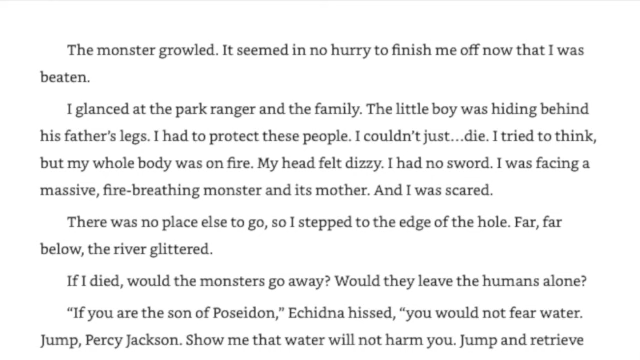 The monster growled. It seemed in no hurry to finish me off now that I was
beaten.
I glanced at the park ranger and the family. The little boy was hiding behind
his father’s legs. I had to protect these people. I couldn’t just…die. I tried to think,
but my whole body was on fire. My head felt dizzy. I had no sword. I was facing a
massive, fire-breathing monster and its mother. And I was scared.
There was no place else to go, so I stepped to the edge of the hole. Far, far
below, the river glittered.
If I died, would the monsters go away? Would they leave the humans alone?
“If you are the son of Poseidon,” Echidna hissed, “you would not fear water.
Jump, Percy Jackson. Show me that water will not harm you. Jump and retrieve